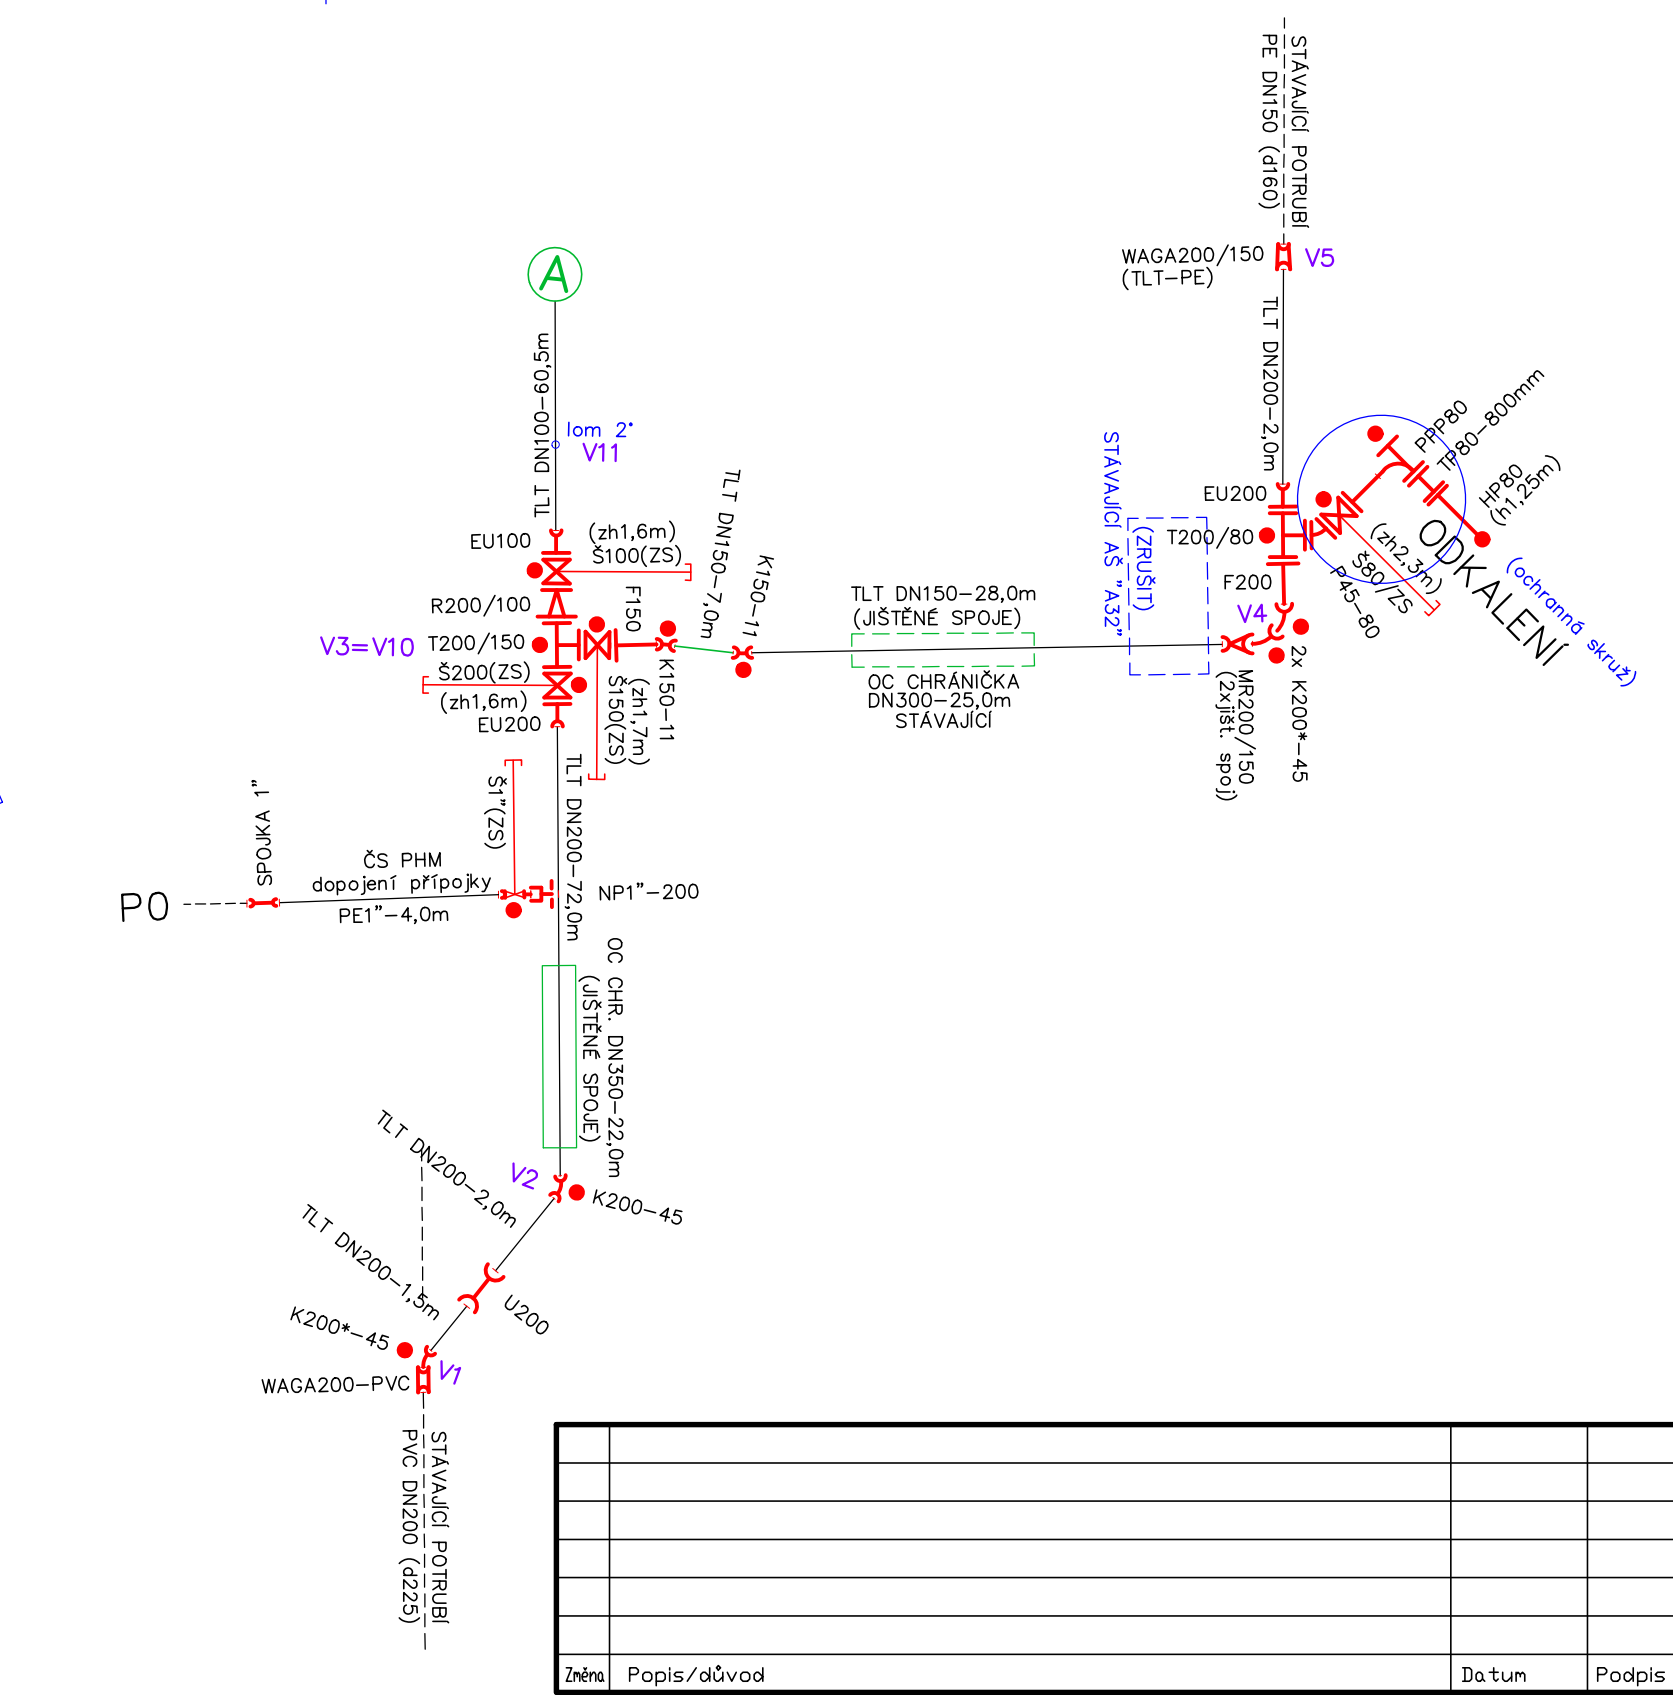 STÁVAJÍCÍ POTRUBÍ
PE DN150 (d160)
WAGA200/150
(TLT-PE)
V5
A
TLT DN200-2,0m
TLT DN100-60,5m
lom 2°
V11
PPP80
TP80-800mm
HP80
(h1,25m)
ODKALENÍ
(ochranná skruž)
(zh2,3m)
Š80/ZS
P45-80
EU200
T200/80
F200
V4
STÁVAJÍCÍ AŠ "A32"
(ZRUŠIT)
EU100
(zh1,6m)
Š100(ZS)
R200/100
F150
TLT DN150-7,0m
K150-11
V3=V10
T200/150
Š200(ZS)
(zh1,6m)
EU200
K150-11
(zh1,7m)
Š150(ZS)
TLT DN150-28,0m
(JIŠTĚNÉ SPOJE)
OC CHRÁNIČKA
DN300-25,0m
STÁVAJÍCÍ
2x K200*-45
MR200/150
(2xjišt. spoj)
TLT DN200-72,0m
Š1"(ZS)
SPOJKA 1"
ČS PHM
dopojení přípojky
PE1"-4,0m
PO
NP1"-200
OC CHR. DN350-22,0m
(JIŠTĚNÉ SPOJE)
V2
K200-45
TLT DN200-2,0m
TLT DN200-1,5m
U200
K200*-45
V1
WAGA200-PVC
STÁVAJÍCÍ POTRUBÍ
PVC DN200 (d225)
Změna Popis/důvod Datum Podpis